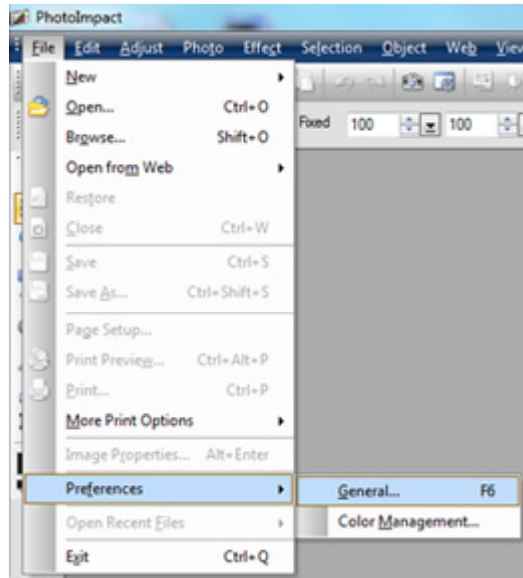 PhotoImpact
File Edit Adjust Photo Effect Selection Object Web View
New
Open... Ctrl+O
Fixed 100 100
Browse... Shift+O
Open from Web
Restore
Close Ctrl+W
Save Ctrl+S
Save As... Ctrl+Shift+S
Page Setup...
Print Preview... Ctrl+Alt+P
Print... Ctrl+P
More Print Options
Image Properties... Alt+Enter
Preferences General... F6
Open Recent Files Color Management...
Exit Ctrl+Q